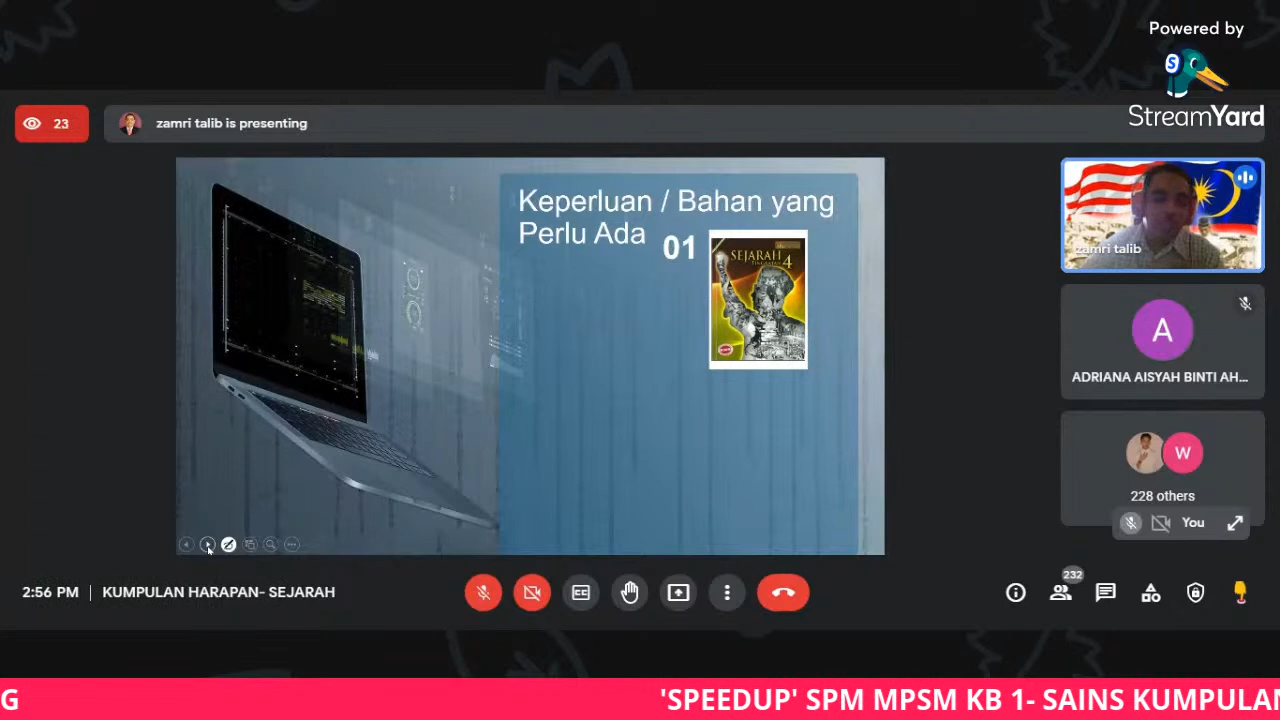 Powered by
StreamYard
23
zamri talib is presenting
Keperluan / Bahan yang
Perlu Ada
01
SEJARAH
TINGKATAN 4
zamri talib
A
ADRIANA AISYAH BINTI AH...
W
228 others
You
2:56 PM | KUMPULAN HARAPAN- SEJARAH
232
G
'SPEEDUP' SPM MPSM KB 1- SAINS KUMPULAN